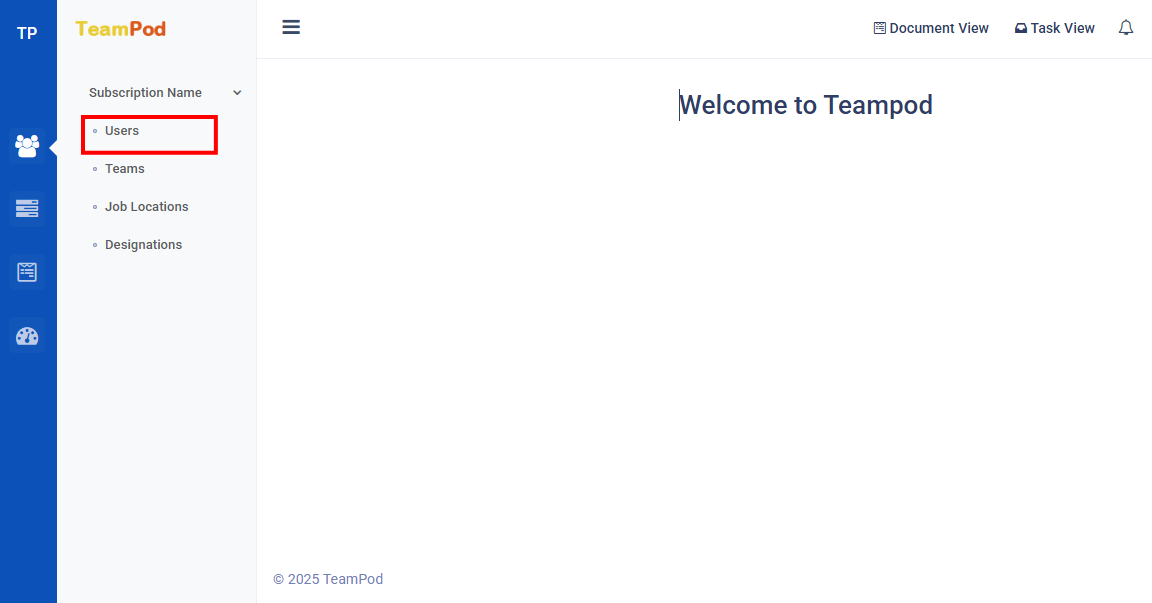 TP
TeamPod
Document View
Task View
Subscription Name
Users
Teams
Job Locations
Designations
Welcome to Teampod
© 2025 TeamPod